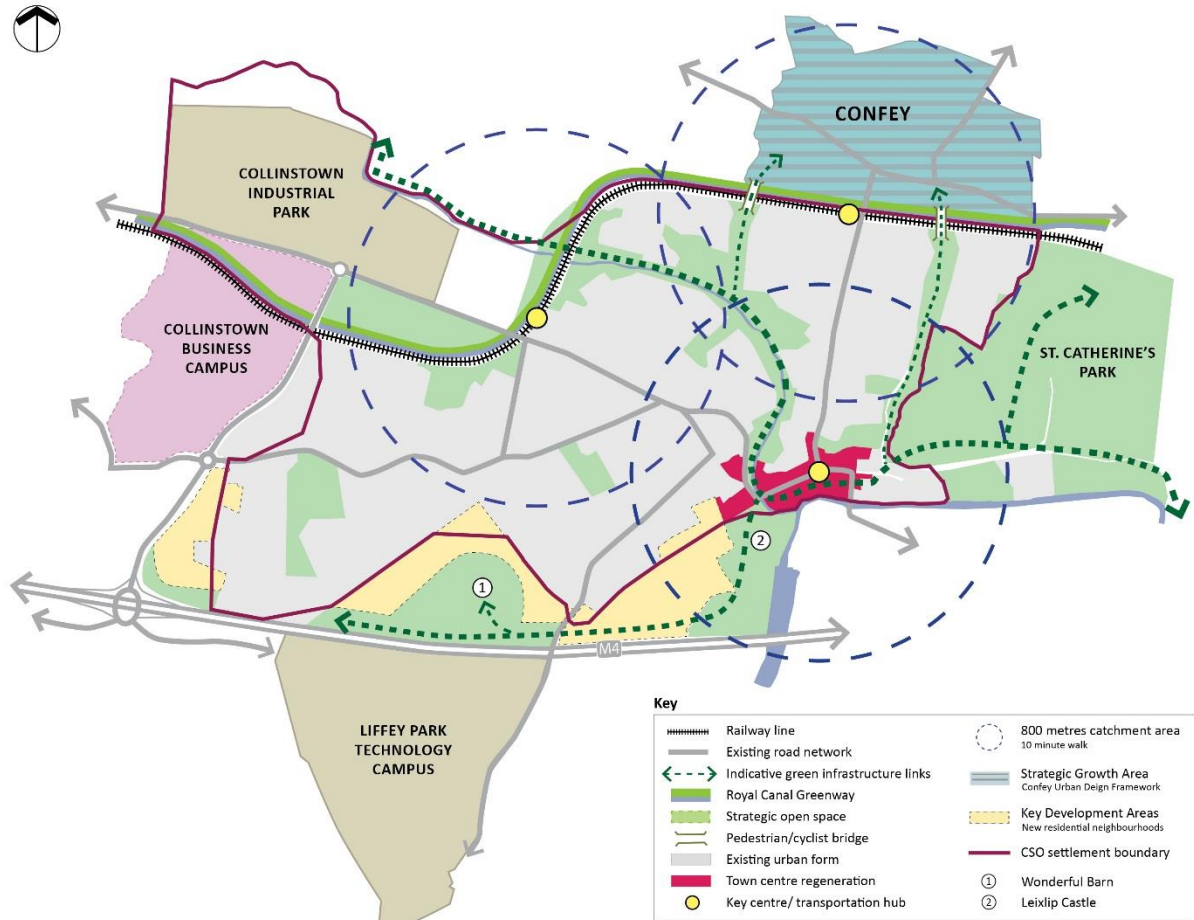 CONFEY
COLLINSTOWN
INDUSTRIAL
PARK
COLLINSTOWN
BUSINESS
CAMPUS
ST. CATHERINE'S
PARK
2
1
M4
LIFFEY PARK
TECHNOLOGY
CAMPUS
Key
Railway line
Existing road network
Indicative green infrastructure links
Royal Canal Greenway
Strategic open space
Pedestrian/cyclist bridge
Existing urban form
Town centre regeneration
Key centre/ transportation hub
800 metres catchment area
10 minute walk
Strategic Growth Area
Confey Urban Deign Framework
Key Development Areas
New residential neighbourhoods
CSO settlement boundary
1 Wonderful Barn
2 Leixlip Castle